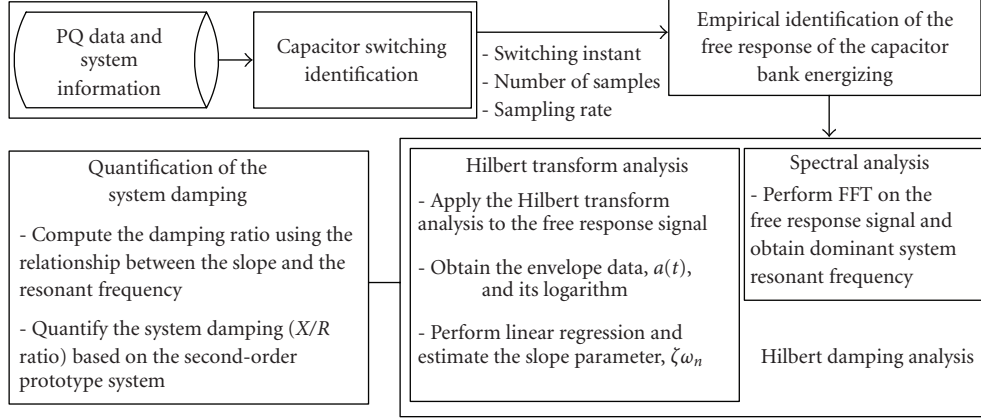 PQ data and
system
information
Capacitor switching
identification
- Switching instant
- Number of samples
- Sampling rate
Empirical identification of the
free response of the capacitor
bank energizing
Spectral analysis
- Perform FFT on the
free response signal and
obtain dominant system
resonant frequency
Hilbert transform analysis
- Apply the Hilbert transform
analysis to the free response signal
- Obtain the envelope data, a(t),
and its logarithm
- Perform linear regression and
estimate the slope parameter, ζωn
Hilbert damping analysis
Quantification of the
system damping
- Compute the damping ratio using the
relationship between the slope and the
resonant frequency
- Quantify the system damping (X/R
ratio) based on the second-order
prototype system